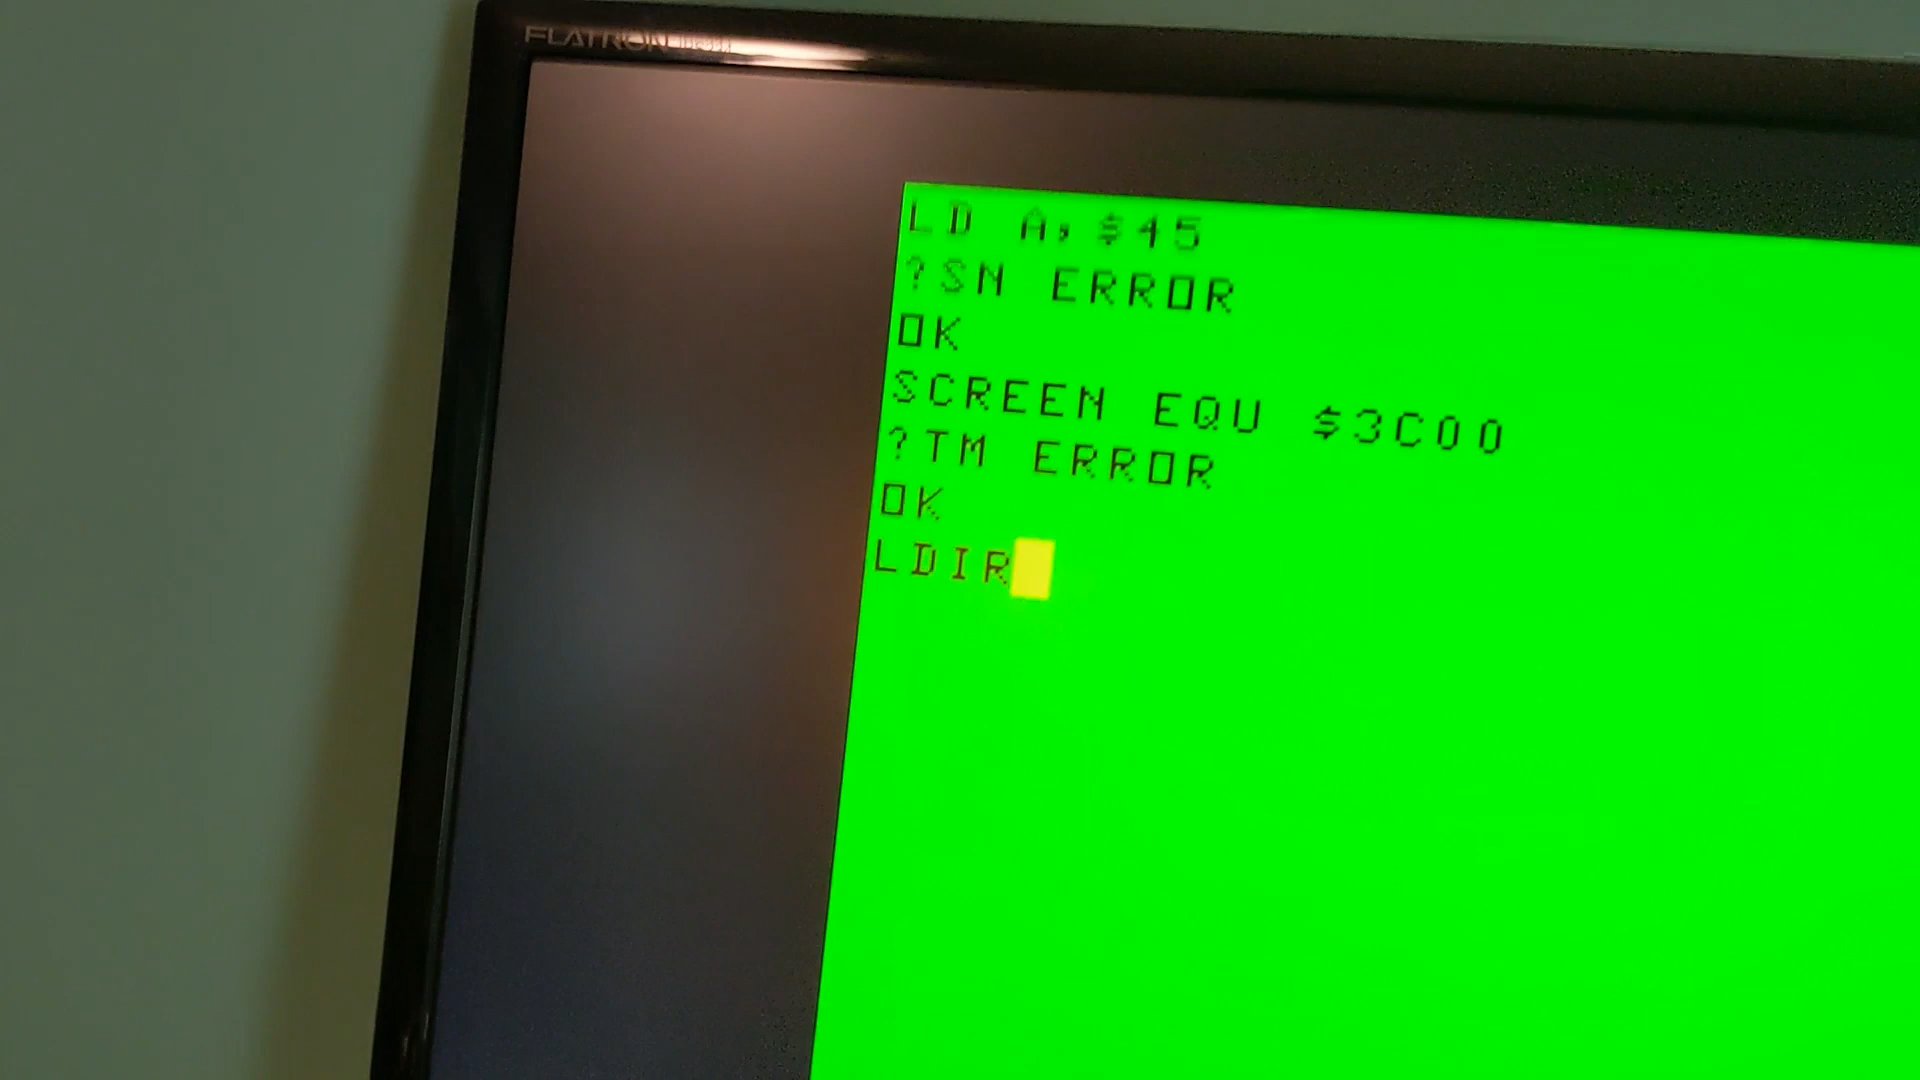 FLATRON
LD A,$45
?SN ERROR
OK
SCREEN EQU $3C00
?TM ERROR
OK
LDIR